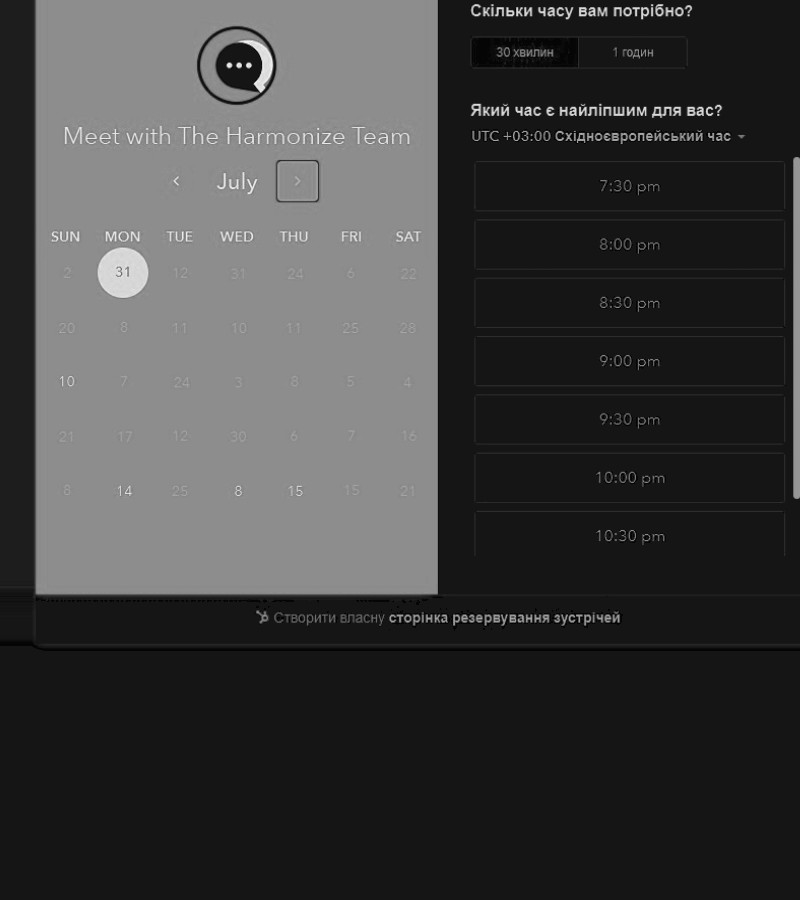 Meet with The Harmonize Team
July
SUN MON TUE WED THU FRI SAT
2 31 12 31 24 6 22
20 8 11 10 11 25 28
10 7 24 3 8 5 4
21 17 12 30 6 7 16
8 14 25 8 15 15 21
Скільки часу вам потрібно?
30 хвилин 1 годин
Який час є найліпшим для вас?
UTC +03:00 Східноєвропейський час
7:30 pm
8:00 pm
8:30 pm
9:00 pm
9:30 pm
10:00 pm
10:30 pm
Створити власну сторінка резервування зустрічей